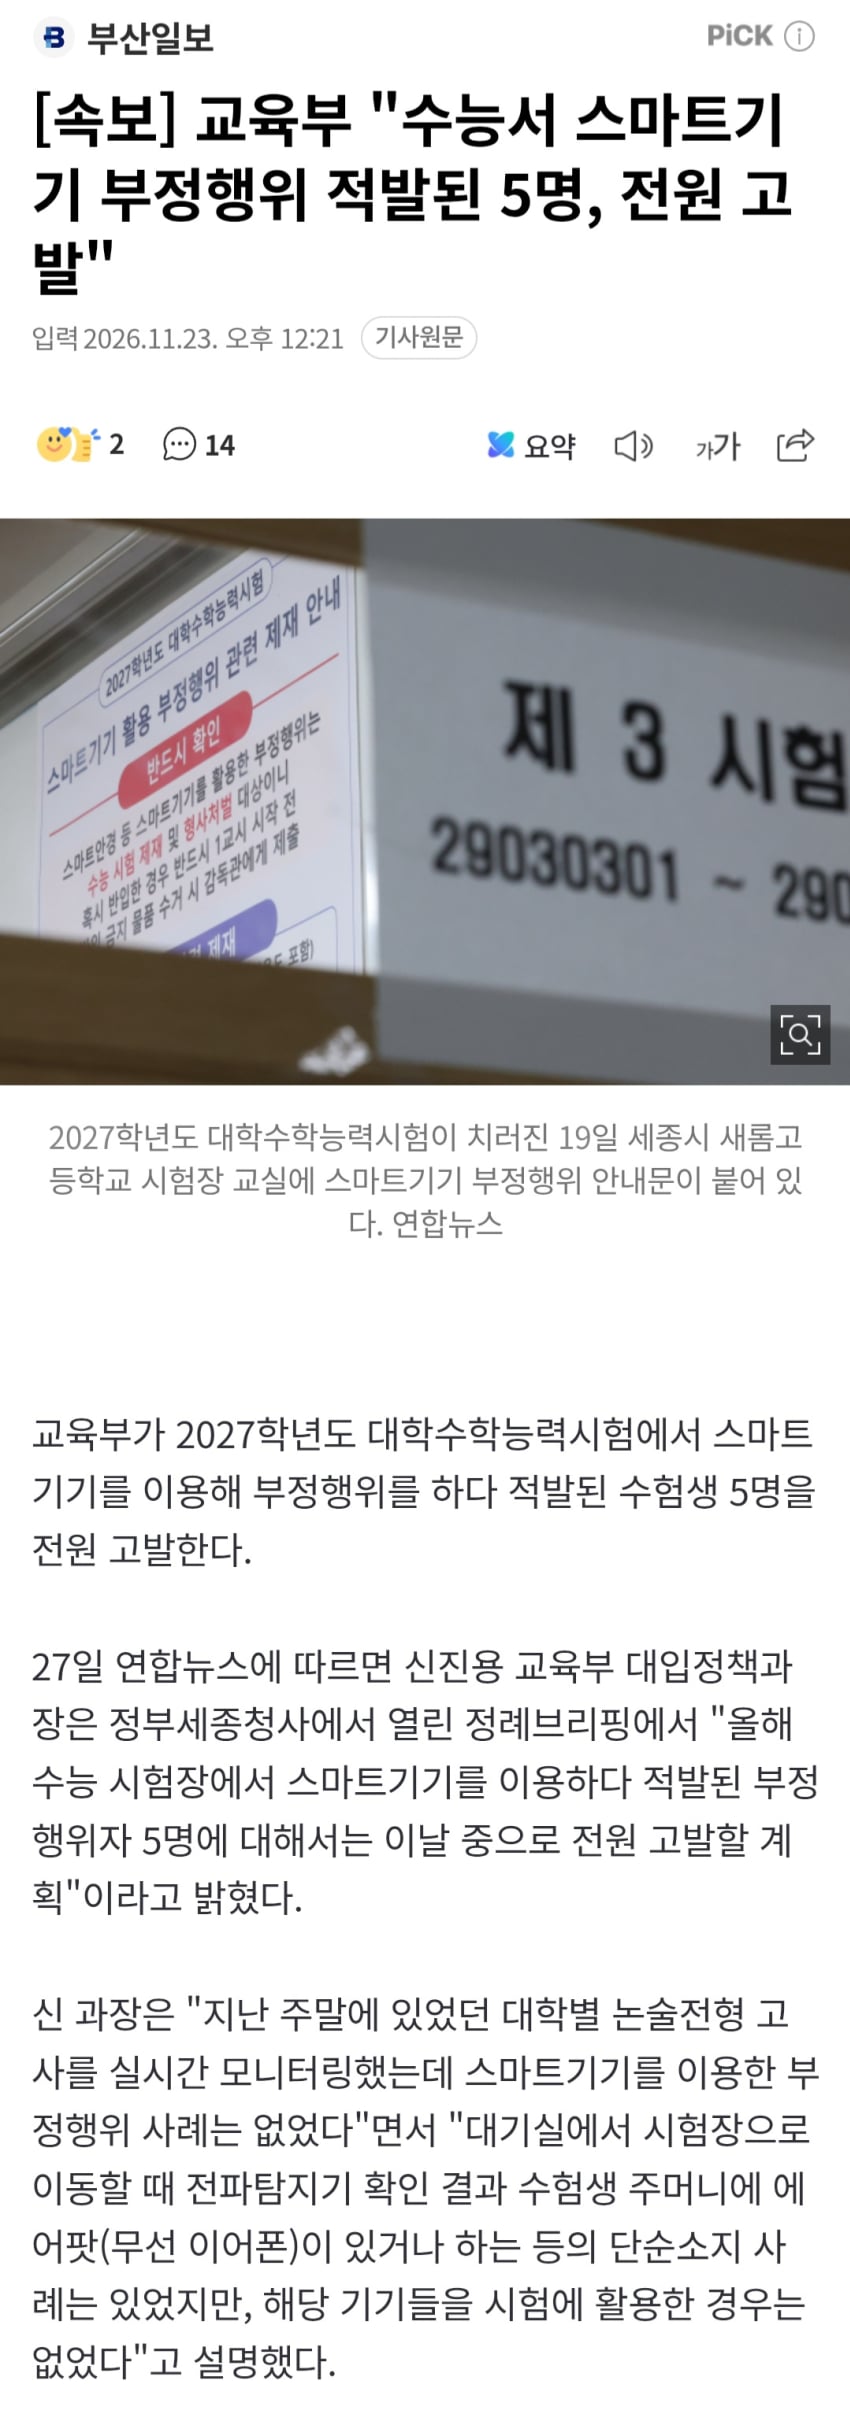 부산일보
PiCK
[속보] 교육부 "수능서 스마트기
기 부정행위 적발된 5명, 전원 고
발"
입력 2026.11.23. 오후 12:21 기사원문
2 14 요약 가가
2027학년도 대학수학능력시험
스마트기기 활용 부정행위 관련 제재 안내
반드시 확인
스마트안경 등 스마트기기를 활용한 부정행위는
수능 시험 제재 및 형사처벌 대상이니
혹시 반입한 경우 반드시 1교시 시작 전
금지 물품 수거 시 감독관에게 제출
제재
포함)
제 3 시험
29030301 ~ 290
2027학년도 대학수학능력시험이 치러진 19일 세종시 새롬고
등학교 시험장 교실에 스마트기기 부정행위 안내문이 붙어 있
다. 연합뉴스
교육부가 2027학년도 대학수학능력시험에서 스마트
기기를 이용해 부정행위를 하다 적발된 수험생 5명을
전원 고발한다.
27일 연합뉴스에 따르면 신진용 교육부 대입정책과
장은 정부세종청사에서 열린 정례브리핑에서 "올해
수능 시험장에서 스마트기기를 이용하다 적발된 부정
행위자 5명에 대해서는 이날 중으로 전원 고발할 계
획"이라고 밝혔다.
신 과장은 "지난 주말에 있었던 대학별 논술전형 고
사를 실시간 모니터링했는데 스마트기기를 이용한 부
정행위 사례는 없었다"면서 "대기실에서 시험장으로
이동할 때 전파탐지기 확인 결과 수험생 주머니에 에
어팟(무선 이어폰)이 있거나 하는 등의 단순소지 사
례는 있었지만, 해당 기기들을 시험에 활용한 경우는
없었다"고 설명했다.